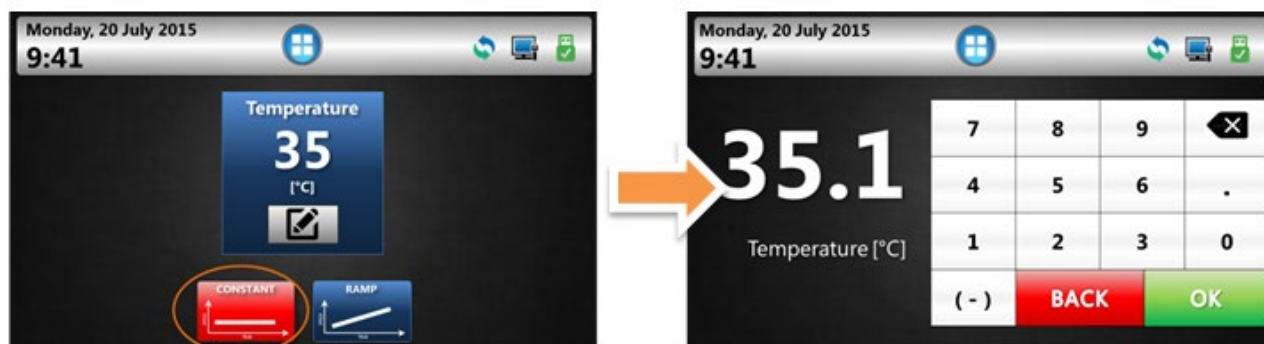 Monday, 20 July 2015
9:41
Temperature
35
[°C]
CONSTANT
RAMP
Monday, 20 July 2015
9:41
35.1
Temperature [°C]
7 8 9
4 5 6 .
1 2 3 0
(-) BACK OK